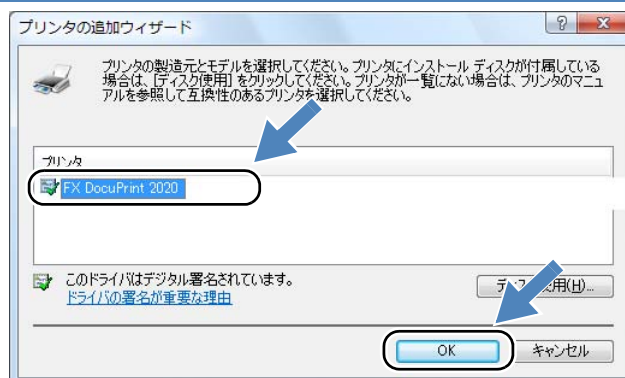 プリンタの追加ウィザード
プリンタの製造元とモデルを選択してください。プリンタにインストール ディスクが付属している
場合は、[ディスク使用] をクリックしてください。プリンタが一覧にない場合は、プリンタのマニュ
アルを参照して互換性のあるプリンタを選択してください。
プリンタ
FX DocuPrint 2020
このドライバはデジタル署名されています。
ドライバの署名が重要な理由
用(H)...
OK
キャンセル